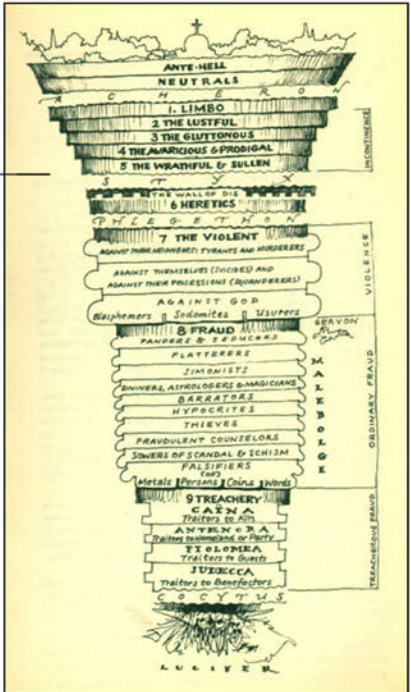 ANTE-HELL
NEUTRALS
ACHERON
1. LIMBO
2 THE LUSTFUL
3 THE GLUTTONOUS
4 THE AVARICIOUS & PRODIGAL
5 THE WRATHFUL & SULLEN
INCONTINENCE
STYX
THE WALL OF DIS
6 HERETICS
PHLEGETHON
7 THE VIOLENT
AGAINST THEIR NEIGHBORS: TYRANTS AND MURDERERS
AGAINST THEMSELVES (SUICIDES) AND
AGAINST THEIR POSSESSIONS (SQUANDERERS)
AGAINST GOD
Blasphemers Sodomites Usurers
VIOLENCE
8 FRAUD
GERYON
PANDERS & SEDUCERS
FLATTERERS
SIMONISTS
DIVINERS, ASTROLOGERS & MAGICIANS
BARRATORS
HYPOCRITES
THIEVES
FRAUDULENT COUNSELORS
SOWERS OF SCANDAL & SCHISM
FALSIFIERS
(OF)
Metals Persons Coins Words
MALEBOLGE
ORDINARY FRAUD
9 TREACHERY
CAÏNA
Traitors to Kin
ANTENORA
Traitors to Homeland or Party
PTOLOMEA
Traitors to Guests
JUDECCA
Traitors to Benefactors
TREACHEROUS FRAUD
COCYTUS
LUCIFER